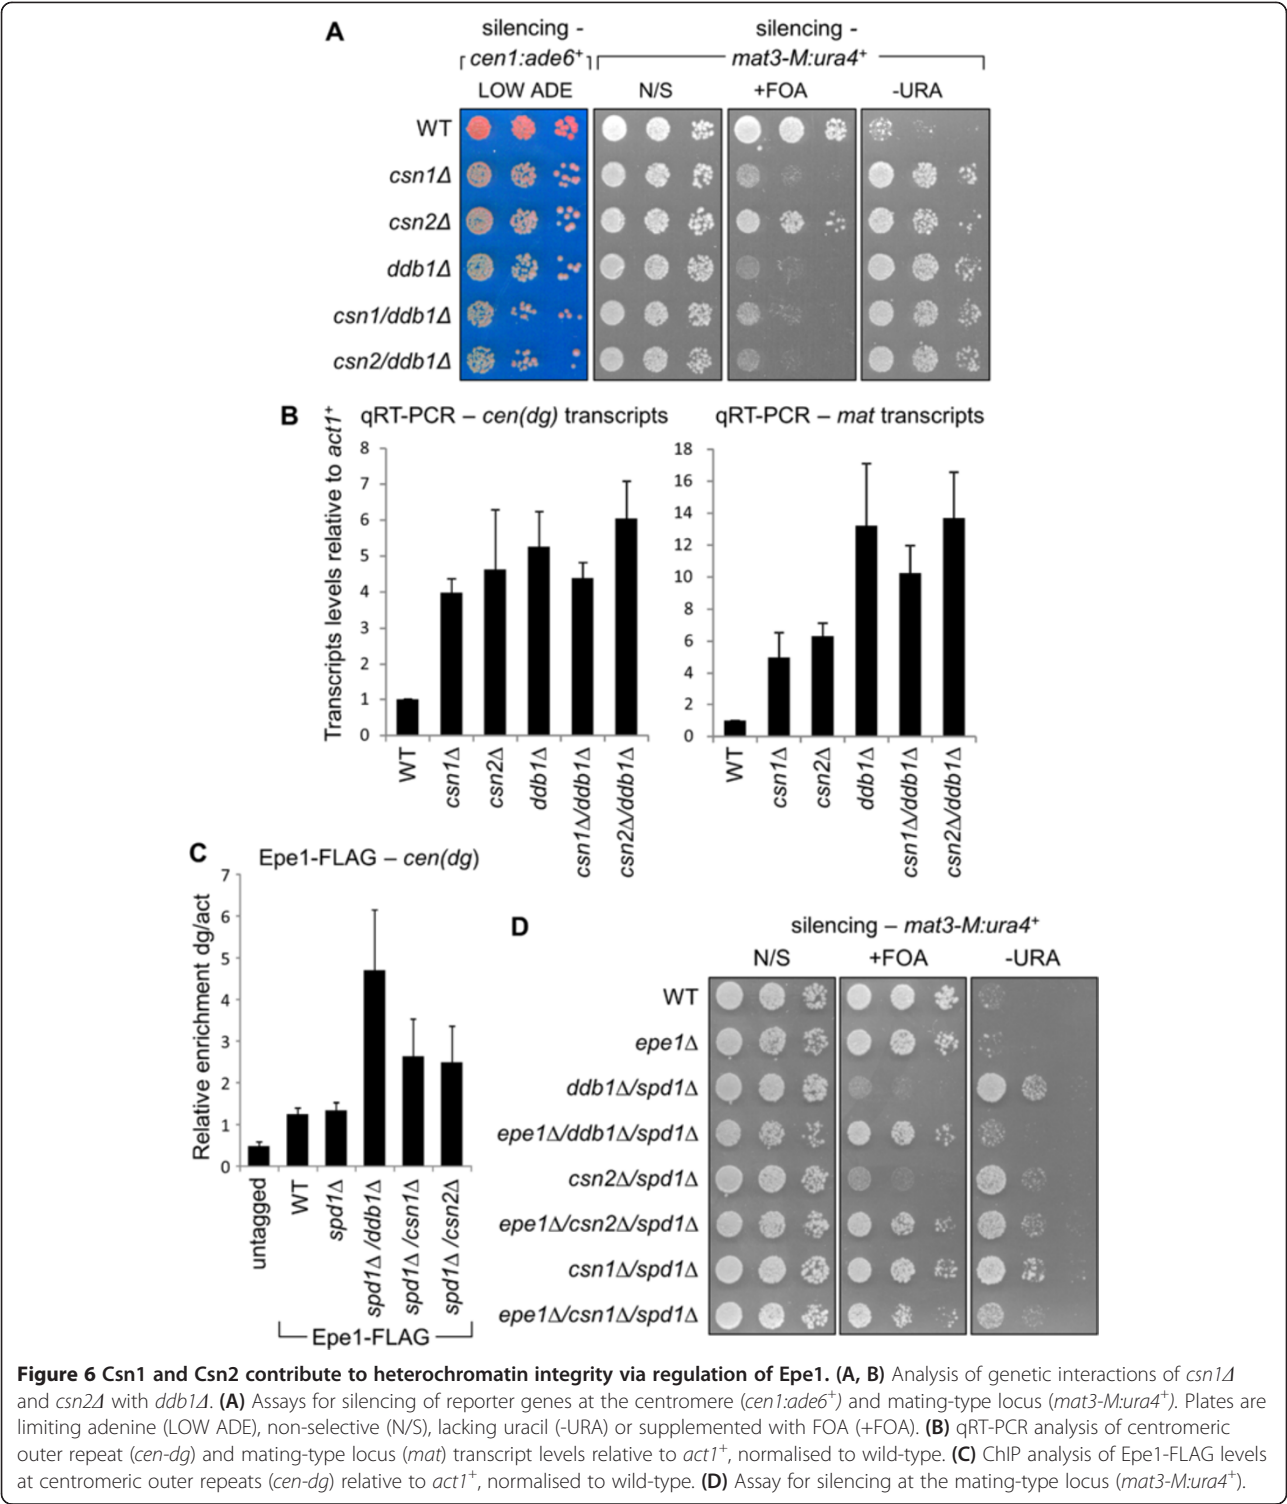 A
silencing - silencing -
cen1:ade6+ mat3-M:ura4+
LOW ADE N/S +FOA -URA
WT
csn1Δ
csn2Δ
ddb1Δ
csn1/ddb1Δ
csn2/ddb1Δ
B qRT-PCR – cen(dg) transcripts qRT-PCR – mat transcripts
Transcripts levels relative to act1+
8
7
6
5
4
3
2
1
0
WT csn1Δ csn2Δ ddb1Δ csn1Δ/ddb1Δ csn2Δ/ddb1Δ
18
16
14
12
10
8
6
4
2
0
WT csn1Δ csn2Δ ddb1Δ csn1Δ/ddb1Δ csn2Δ/ddb1Δ
C Epe1-FLAG – cen(dg)
Relative enrichment dg/act
7
6
5
4
3
2
1
0
untagged WT spd1Δ spd1Δ/ddb1Δ spd1Δ/csn1Δ spd1Δ/csn2Δ
Epe1-FLAG
D silencing – mat3-M:ura4+
N/S +FOA -URA
WT
epe1Δ
ddb1Δ/spd1Δ
epe1Δ/ddb1Δ/spd1Δ
csn2Δ/spd1Δ
epe1Δ/csn2Δ/spd1Δ
csn1Δ/spd1Δ
epe1Δ/csn1Δ/spd1Δ
Figure 6 Csn1 and Csn2 contribute to heterochromatin integrity via regulation of Epe1. (A, B) Analysis of genetic interactions of csn1Δ
and csn2Δ with ddb1Δ. (A) Assays for silencing of reporter genes at the centromere (cen1:ade6+) and mating-type locus (mat3-M:ura4+). Plates are
limiting adenine (LOW ADE), non-selective (N/S), lacking uracil (-URA) or supplemented with FOA (+FOA). (B) qRT-PCR analysis of centromeric
outer repeat (cen-dg) and mating-type locus (mat) transcript levels relative to act1+, normalised to wild-type. (C) ChIP analysis of Epe1-FLAG levels
at centromeric outer repeats (cen-dg) relative to act1+, normalised to wild-type. (D) Assay for silencing at the mating-type locus (mat3-M:ura4+).